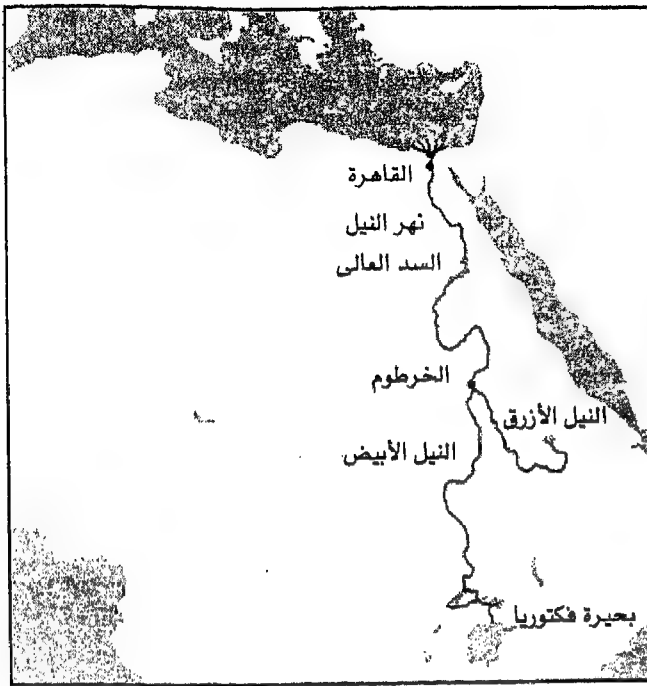 القاهرة
نهر النيل
السد العالى
الخرطوم
النيل الأزرق
النيل الأبيض
بحيرة فكتوريا